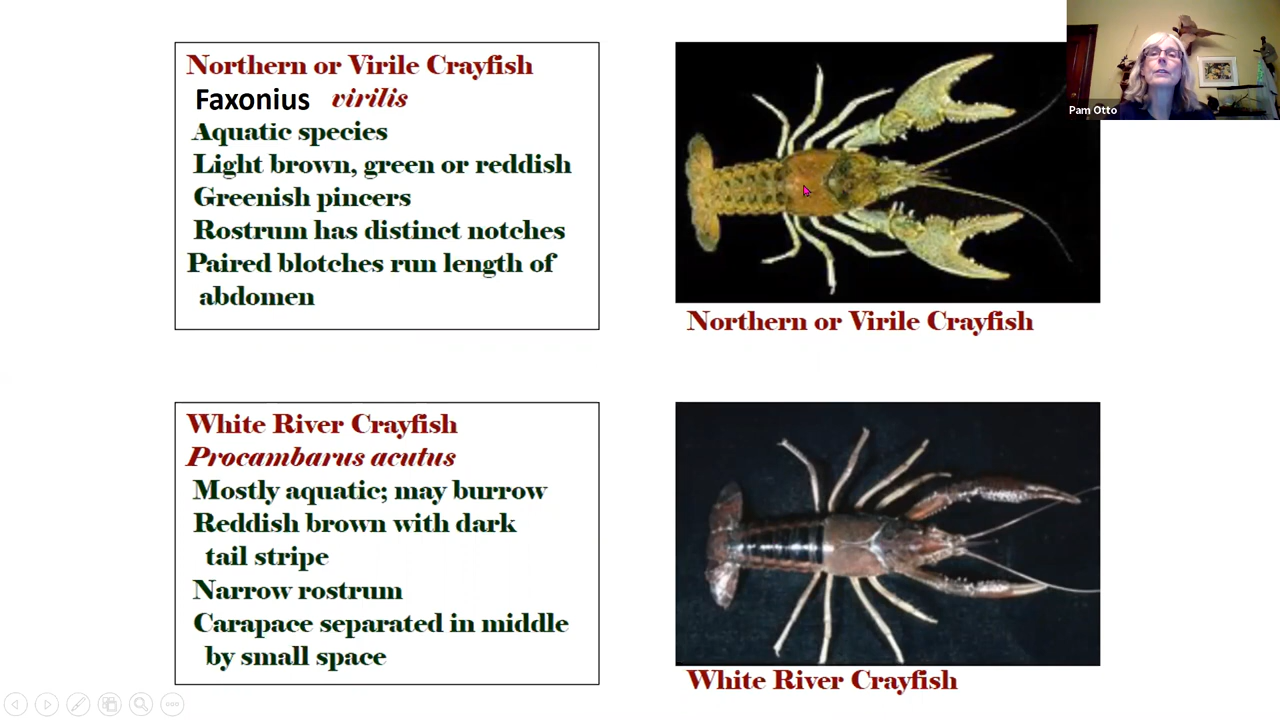 Northern or Virile Crayfish
Faxonius virilis
Aquatic species
Light brown, green or reddish
Greenish pincers
Rostrum has distinct notches
Paired blotches run length of
abdomen
Northern or Virile Crayfish
Pam Otto
White River Crayfish
Procambarus acutus
Mostly aquatic; may burrow
Reddish brown with dark
tail stripe
Narrow rostrum
Carapace separated in middle
by small space
White River Crayfish